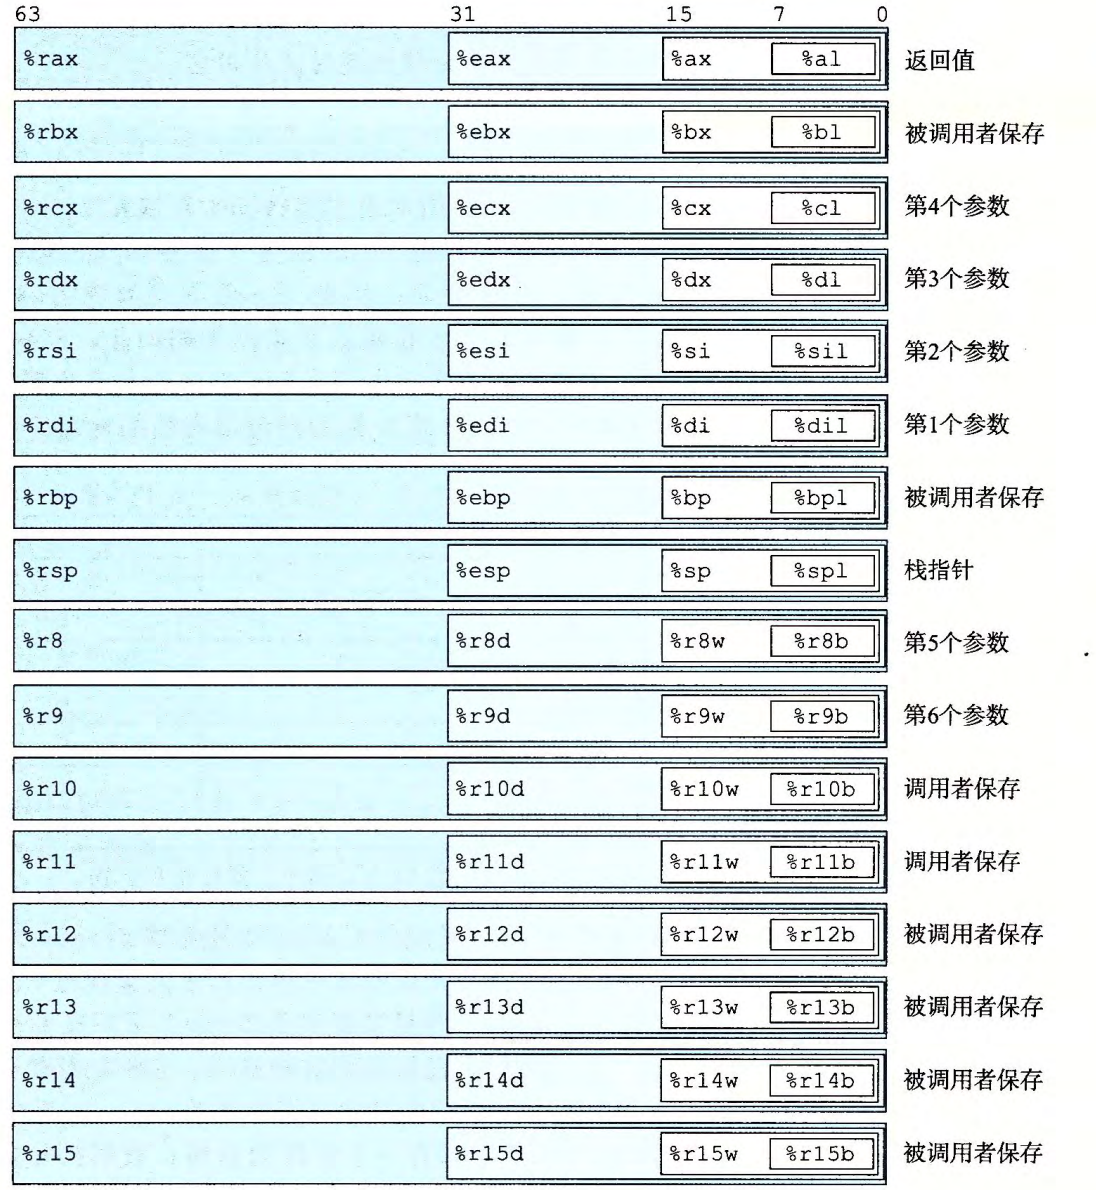 63 31 15 7 0
%rax %eax %ax %al 返回值
%rbx %ebx %bx %bl 被调用者保存
%rcx %ecx %cx %cl 第4个参数
%rdx %edx %dx %dl 第3个参数
%rsi %esi %si %sil 第2个参数
%rdi %edi %di %dil 第1个参数
%rbp %ebp %bp %bpl 被调用者保存
%rsp %esp %sp %spl 栈指针
%r8 %r8d %r8w %r8b 第5个参数
%r9 %r9d %r9w %r9b 第6个参数
%r10 %r10d %r10w %r10b 调用者保存
%r11 %r11d %r11w %r11b 调用者保存
%r12 %r12d %r12w %r12b 被调用者保存
%r13 %r13d %r13w %r13b 被调用者保存
%r14 %r14d %r14w %r14b 被调用者保存
%r15 %r15d %r15w %r15b 被调用者保存